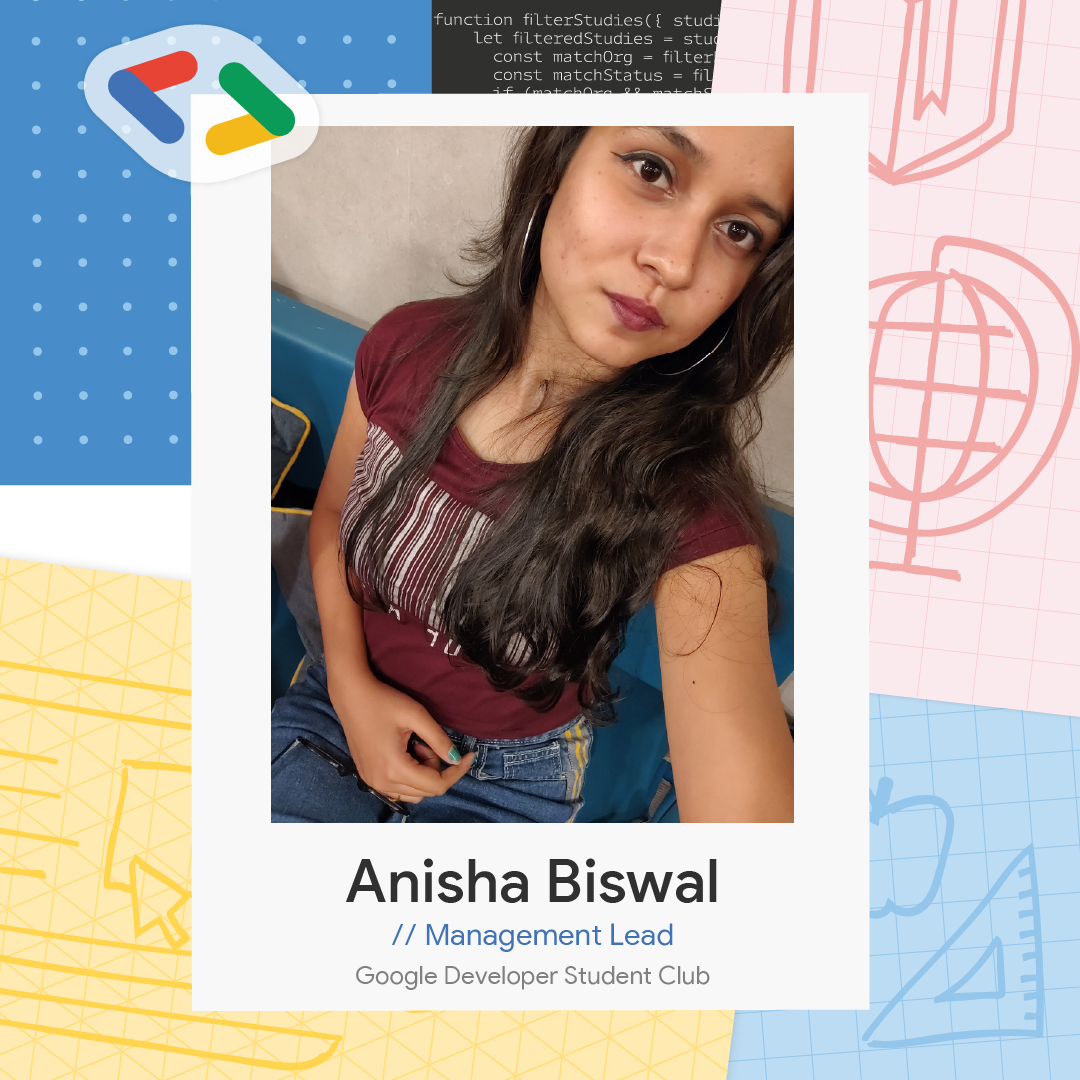 function filterStudies({ studi
let filteredStudies = stud
const matchOrg = filter
const matchStatus = fil
if (matchOrg && matchS
Anisha Biswal
// Management Lead
Google Developer Student Club